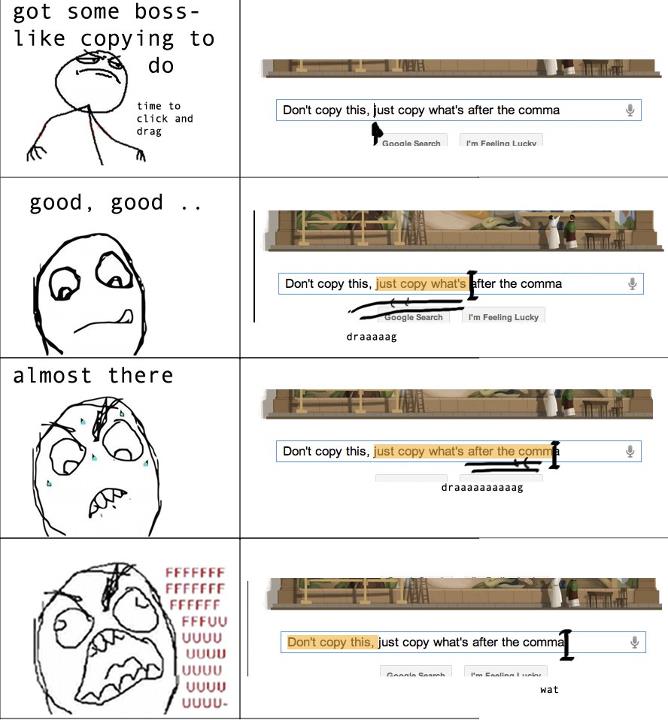 got some boss-
like copying to
do
time to
click and
drag
Don't copy this, just copy what's after the comma
Google Search I'm Feeling Lucky
good, good ..
Don't copy this, just copy what's after the comma
Google Search I'm Feeling Lucky
draaaaag
almost there
Don't copy this, just copy what's after the comma
draaaaaaaaaag
FFFFFFF
FFFFFFF
FFFFFF
FFFUU
UUUU
UUUU
UUUU
UUUU
UUUU-
Don't copy this, just copy what's after the comma
Google Search I'm Feeling Lucky
wat